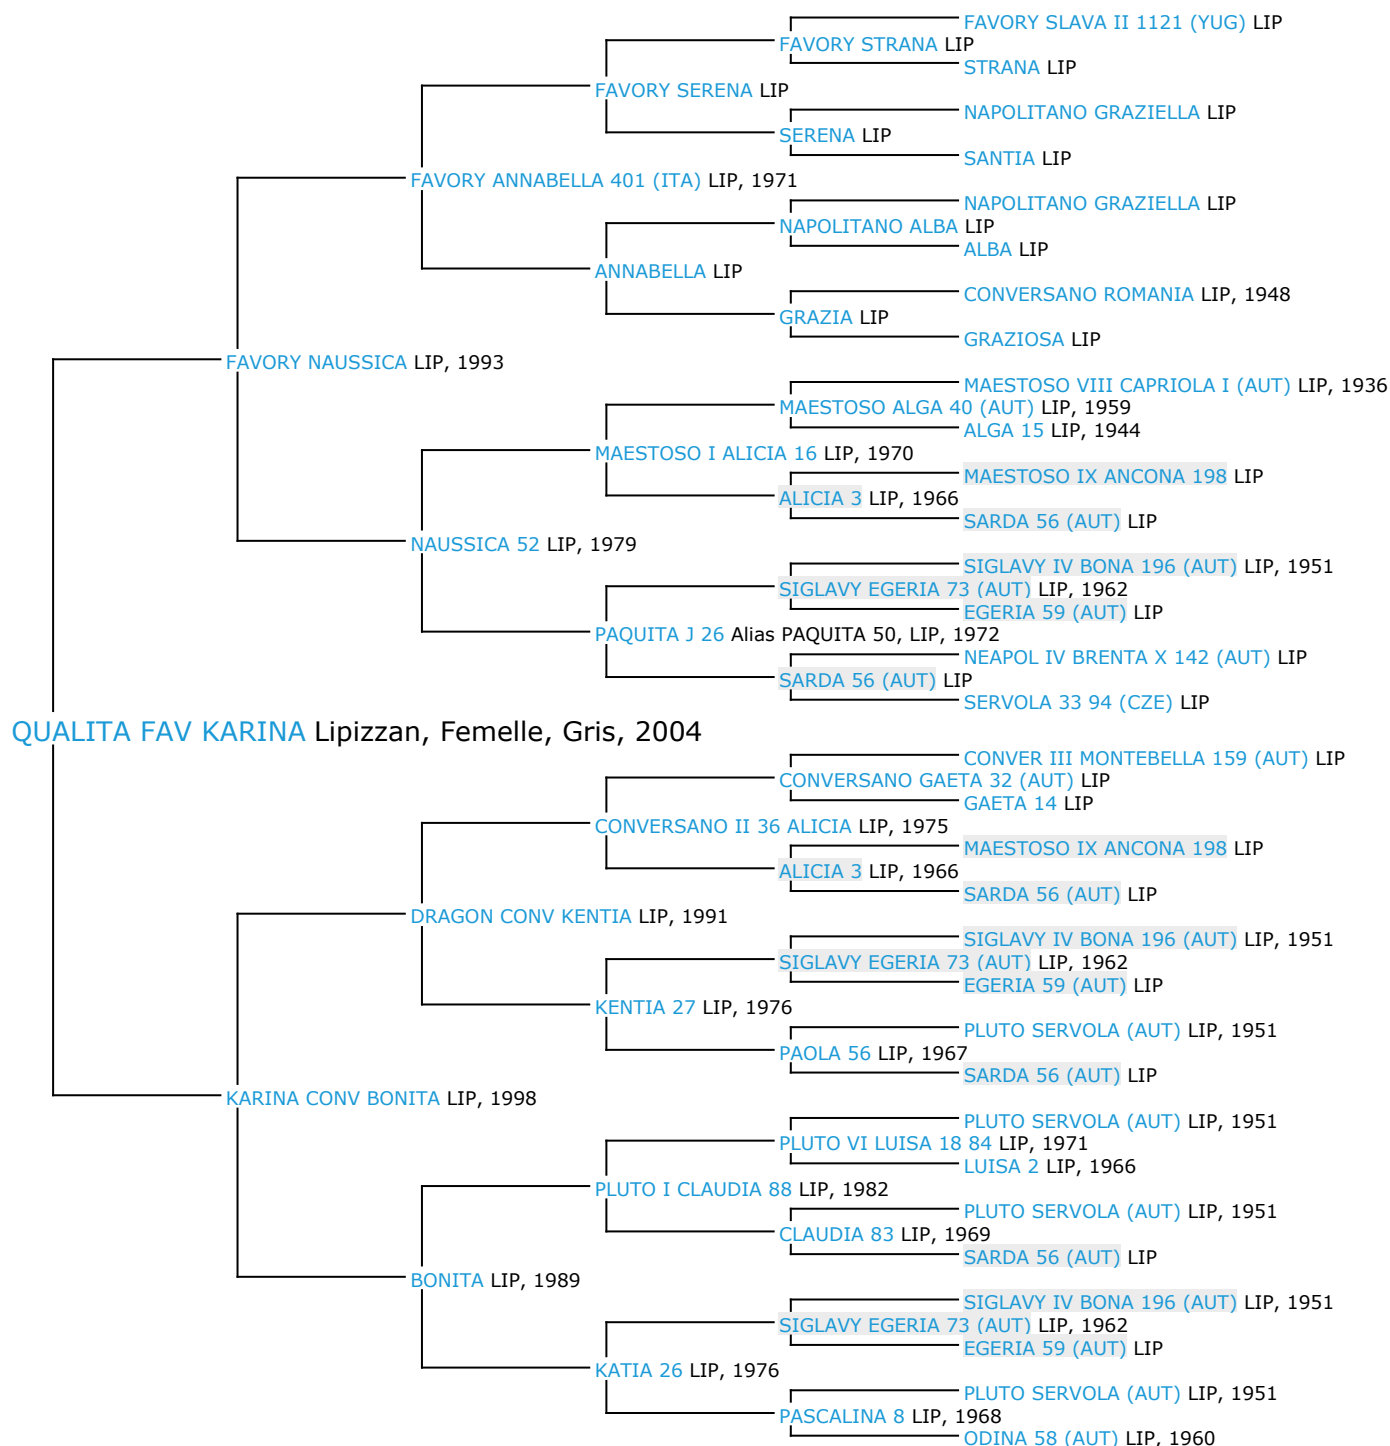 FAVORY SLAVA II 1121 (YUG) LIP
FAVORY STRANA LIP
STRANA LIP
FAVORY SERENA LIP
NAPOLITANO GRAZIELLA LIP
SERENA LIP
SANTIA LIP
FAVORY ANNABELLA 401 (ITA) LIP, 1971
NAPOLITANO GRAZIELLA LIP
NAPOLITANO ALBA LIP
ALBA LIP
ANNABELLA LIP
CONVERSANO ROMANIA LIP, 1948
GRAZIA LIP
GRAZIOSA LIP
FAVORY NAUSSICA LIP, 1993
MAESTOSO VIII CAPRIOLA I (AUT) LIP, 1936
MAESTOSO ALGA 40 (AUT) LIP, 1959
ALGA 15 LIP, 1944
MAESTOSO I ALICIA 16 LIP, 1970
MAESTOSO IX ANCONA 198 LIP
ALICIA 3 LIP, 1966
SARDA 56 (AUT) LIP
NAUSSICA 52 LIP, 1979
SIGLAVY IV BONA 196 (AUT) LIP, 1951
SIGLAVY EGERIA 73 (AUT) LIP, 1962
EGERIA 59 (AUT) LIP
PAQUITA J 26 Alias PAQUITA 50, LIP, 1972
NEAPOL IV BRENTA X 142 (AUT) LIP
SARDA 56 (AUT) LIP
SERVOLA 33 94 (CZE) LIP
QUALITA FAV KARINA Lipizzan, Femelle, Gris, 2004
CONVER III MONTEBELLA 159 (AUT) LIP
CONVERSANO GAETA 32 (AUT) LIP
GAETA 14 LIP
CONVERSANO II 36 ALICIA LIP, 1975
MAESTOSO IX ANCONA 198 LIP
ALICIA 3 LIP, 1966
SARDA 56 (AUT) LIP
DRAGON CONV KENTIA LIP, 1991
SIGLAVY IV BONA 196 (AUT) LIP, 1951
SIGLAVY EGERIA 73 (AUT) LIP, 1962
EGERIA 59 (AUT) LIP
KENTIA 27 LIP, 1976
PLUTO SERVOLA (AUT) LIP, 1951
PAOLA 56 LIP, 1967
SARDA 56 (AUT) LIP
KARINA CONV BONITA LIP, 1998
PLUTO SERVOLA (AUT) LIP, 1951
PLUTO VI LUISA 18 84 LIP, 1971
LUISA 2 LIP, 1966
PLUTO I CLAUDIA 88 LIP, 1982
PLUTO SERVOLA (AUT) LIP, 1951
CLAUDIA 83 LIP, 1969
SARDA 56 (AUT) LIP
BONITA LIP, 1989
SIGLAVY IV BONA 196 (AUT) LIP, 1951
SIGLAVY EGERIA 73 (AUT) LIP, 1962
EGERIA 59 (AUT) LIP
KATIA 26 LIP, 1976
PLUTO SERVOLA (AUT) LIP, 1951
PASCALINA 8 LIP, 1968
ODINA 58 (AUT) LIP, 1960